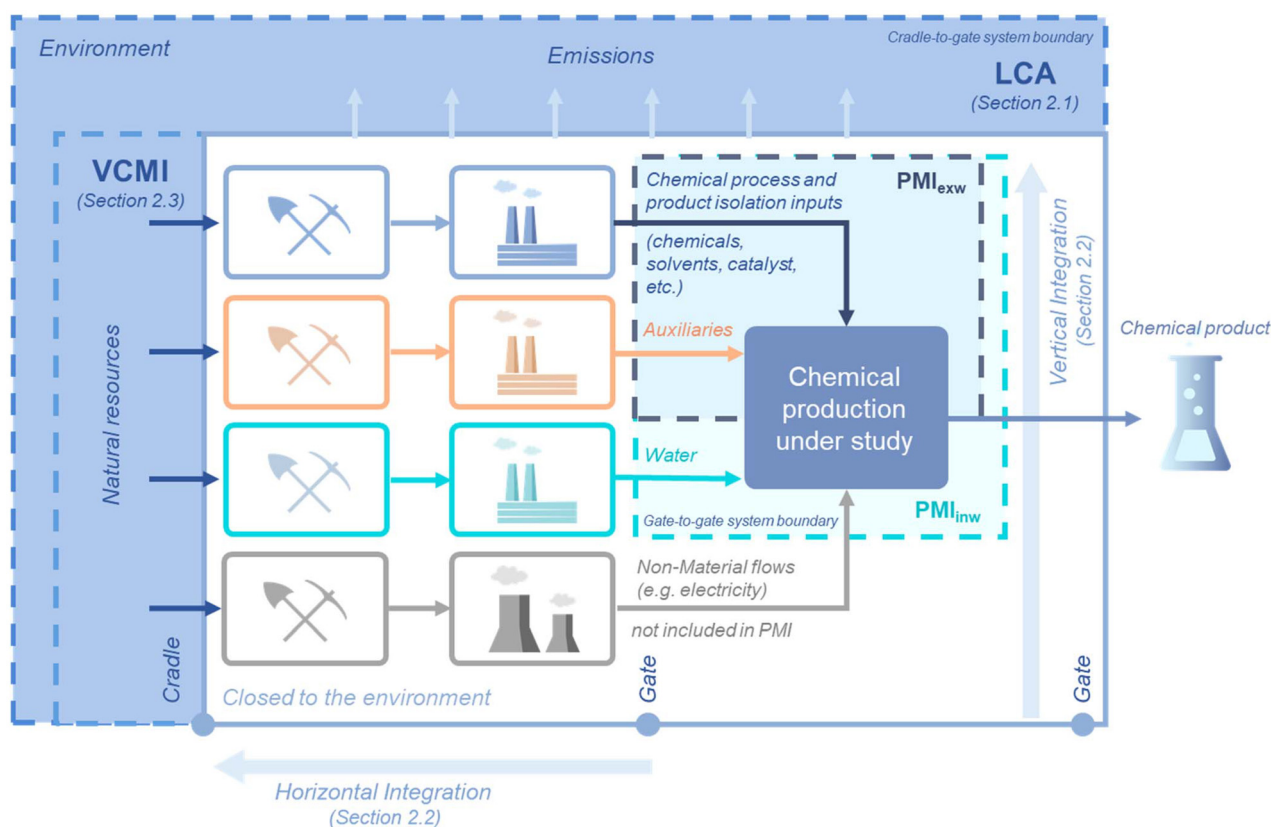 Environment
Emissions
Cradle-to-gate system boundary
LCA
(Section 2.1)
VCMI
(Section 2.3)
Natural resources
Cradle
Chemical process and
product isolation inputs
(chemicals,
solvents, catalyst,
etc.)
PMIexw
Auxiliaries
Chemical
production
under study
Water
Gate-to-gate system boundary
PMIinw
Non-Material flows
(e.g. electricity)
not included in PMI
Vertical Integration
(Section 2.2)
Chemical product
Closed to the environment
Gate
Gate
Horizontal Integration
(Section 2.2)